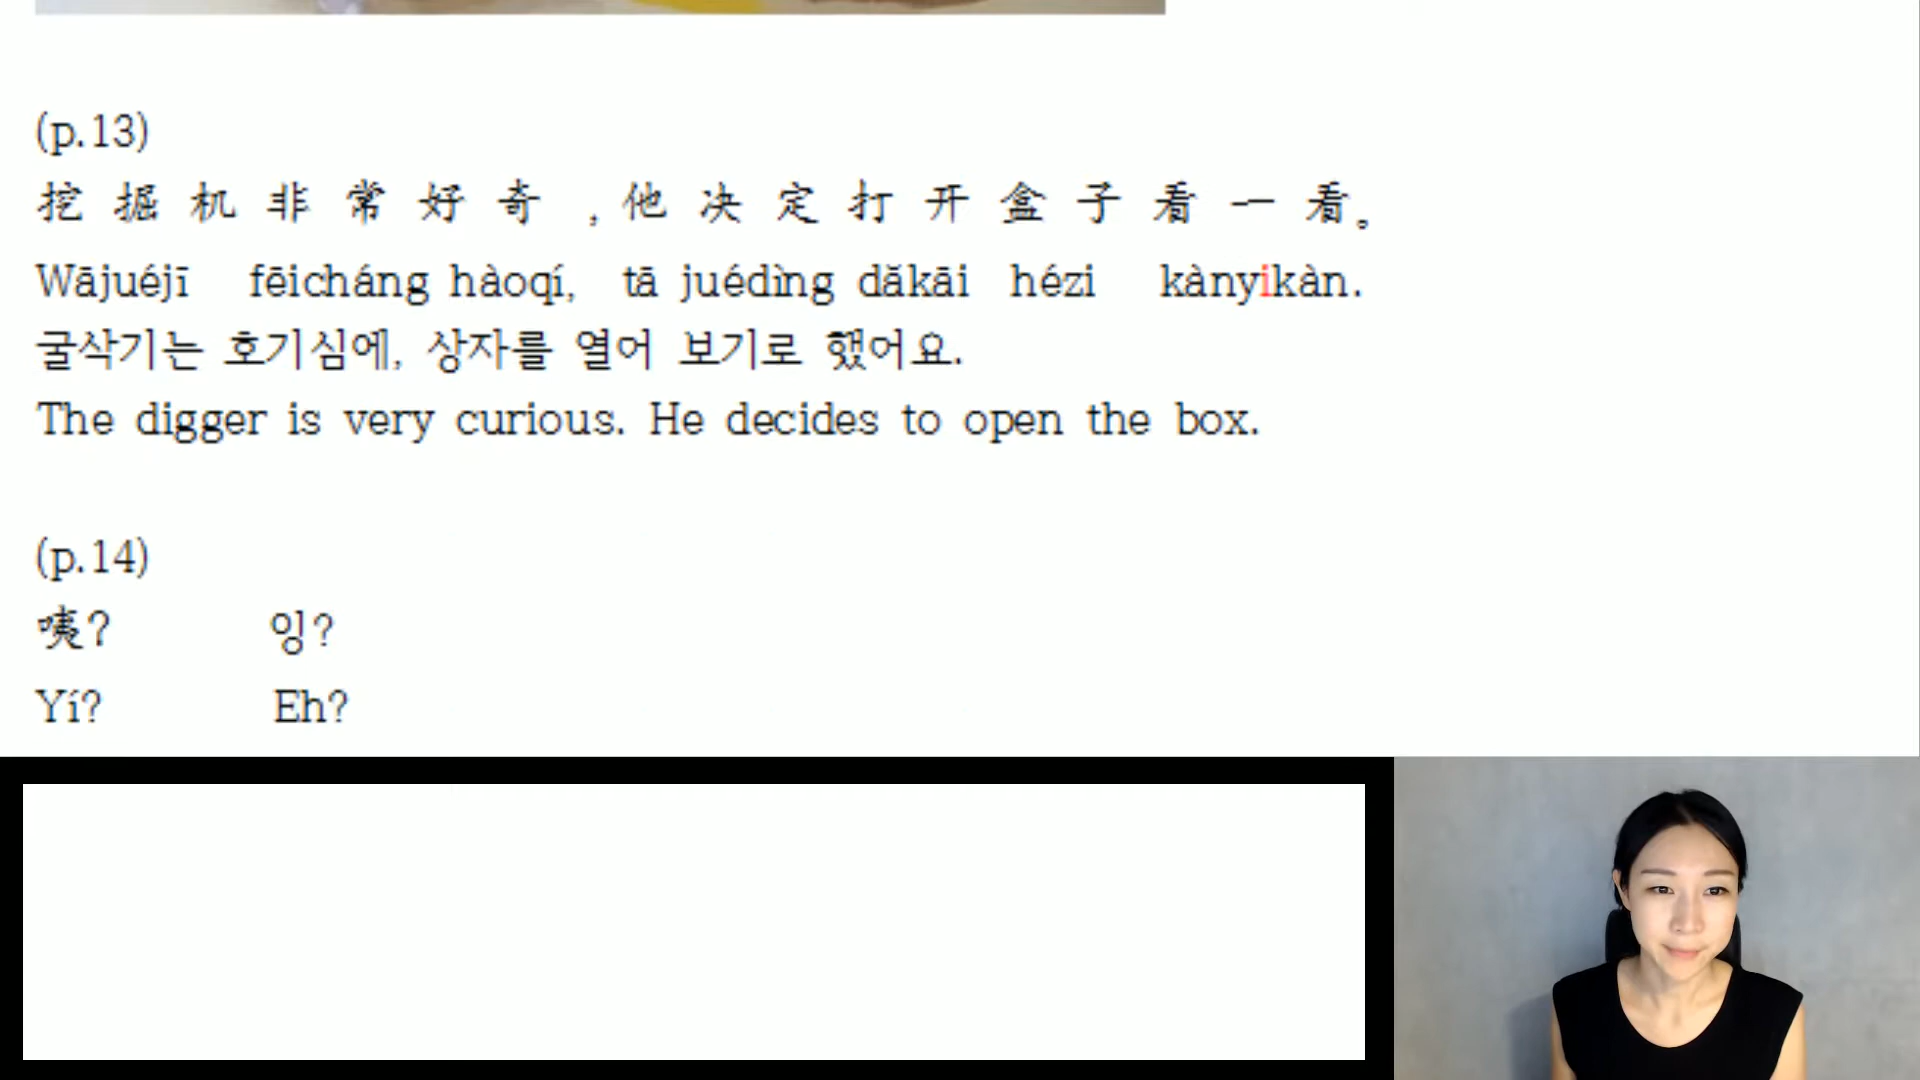 (p.13)
挖掘机非常好奇,他决定打开盒子看一看。
Wājuéjī fēicháng hàoqí, tā juédìng dǎkāi hézi kànyikàn.
굴삭기는 호기심에, 상자를 열어 보기로 했어요.
The digger is very curious. He decides to open the box.
(p.14)
咦? 잉?
Yí? Eh?